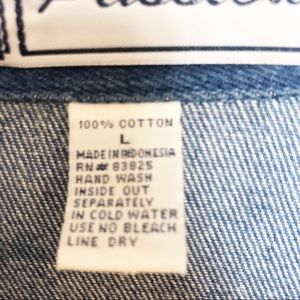 100% COTTON
L
MADE IN INDONESIA
RN# 83825
HAND WASH
INSIDE OUT
SEPARATELY
IN COLD WATER
USE NO BLEACH
LINE DRY